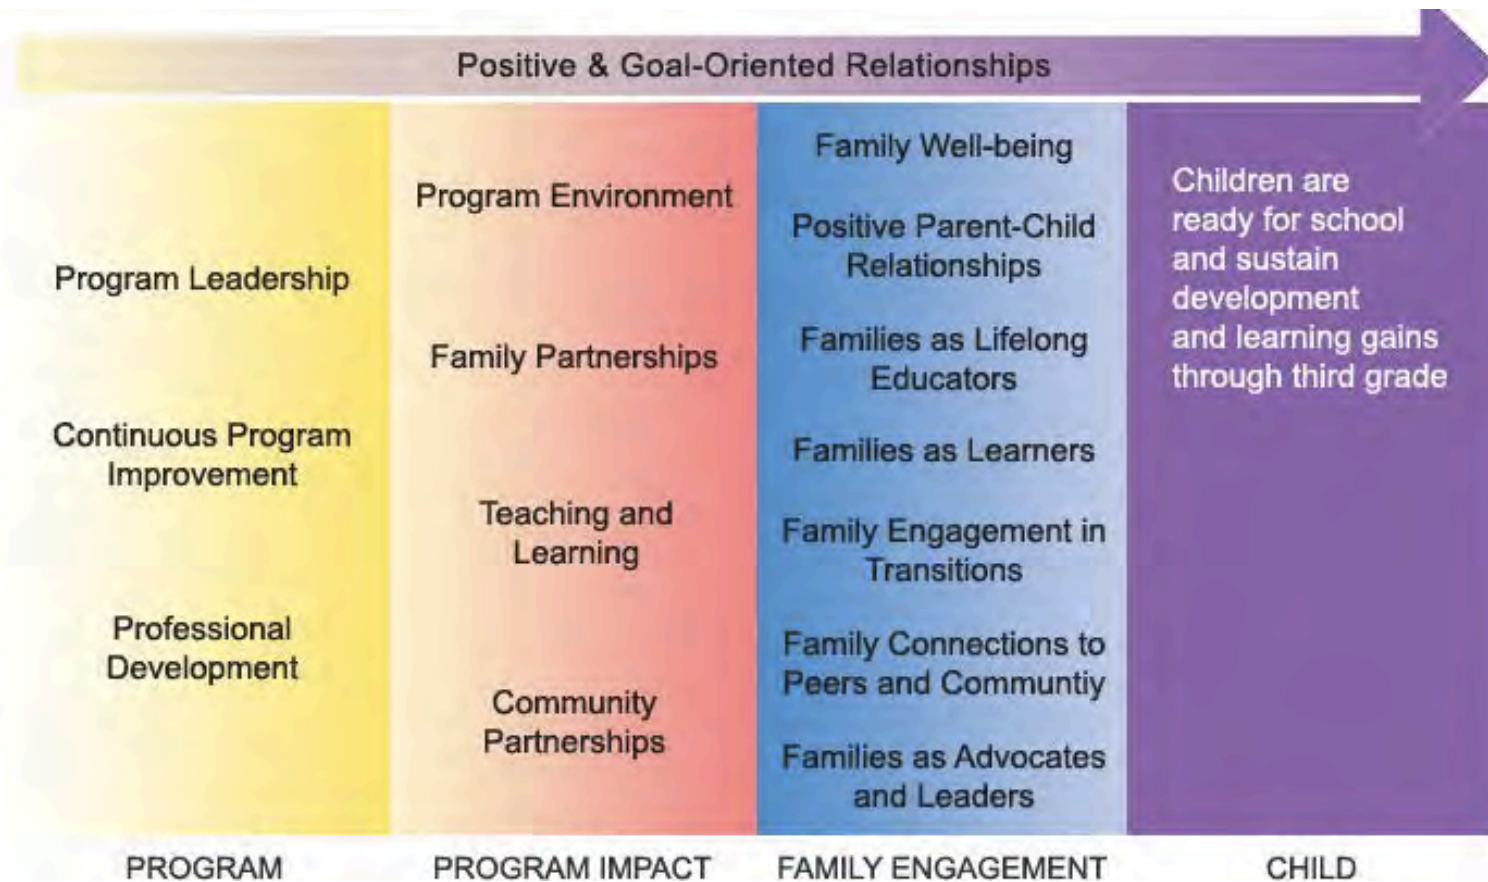 Positive & Goal-Oriented Relationships
Program Leadership
Continuous Program
Improvement
Professional
Development
Program Environment
Family Partnerships
Teaching and
Learning
Community
Partnerships
Family Well-being
Positive Parent-Child
Relationships
Families as Lifelong
Educators
Families as Learners
Family Engagement in
Transitions
Family Connections to
Peers and Communtiy
Families as Advocates
and Leaders
Children are
ready for school
and sustain
development
and learning gains
through third grade
PROGRAM
PROGRAM IMPACT
FAMILY ENGAGEMENT
CHILD